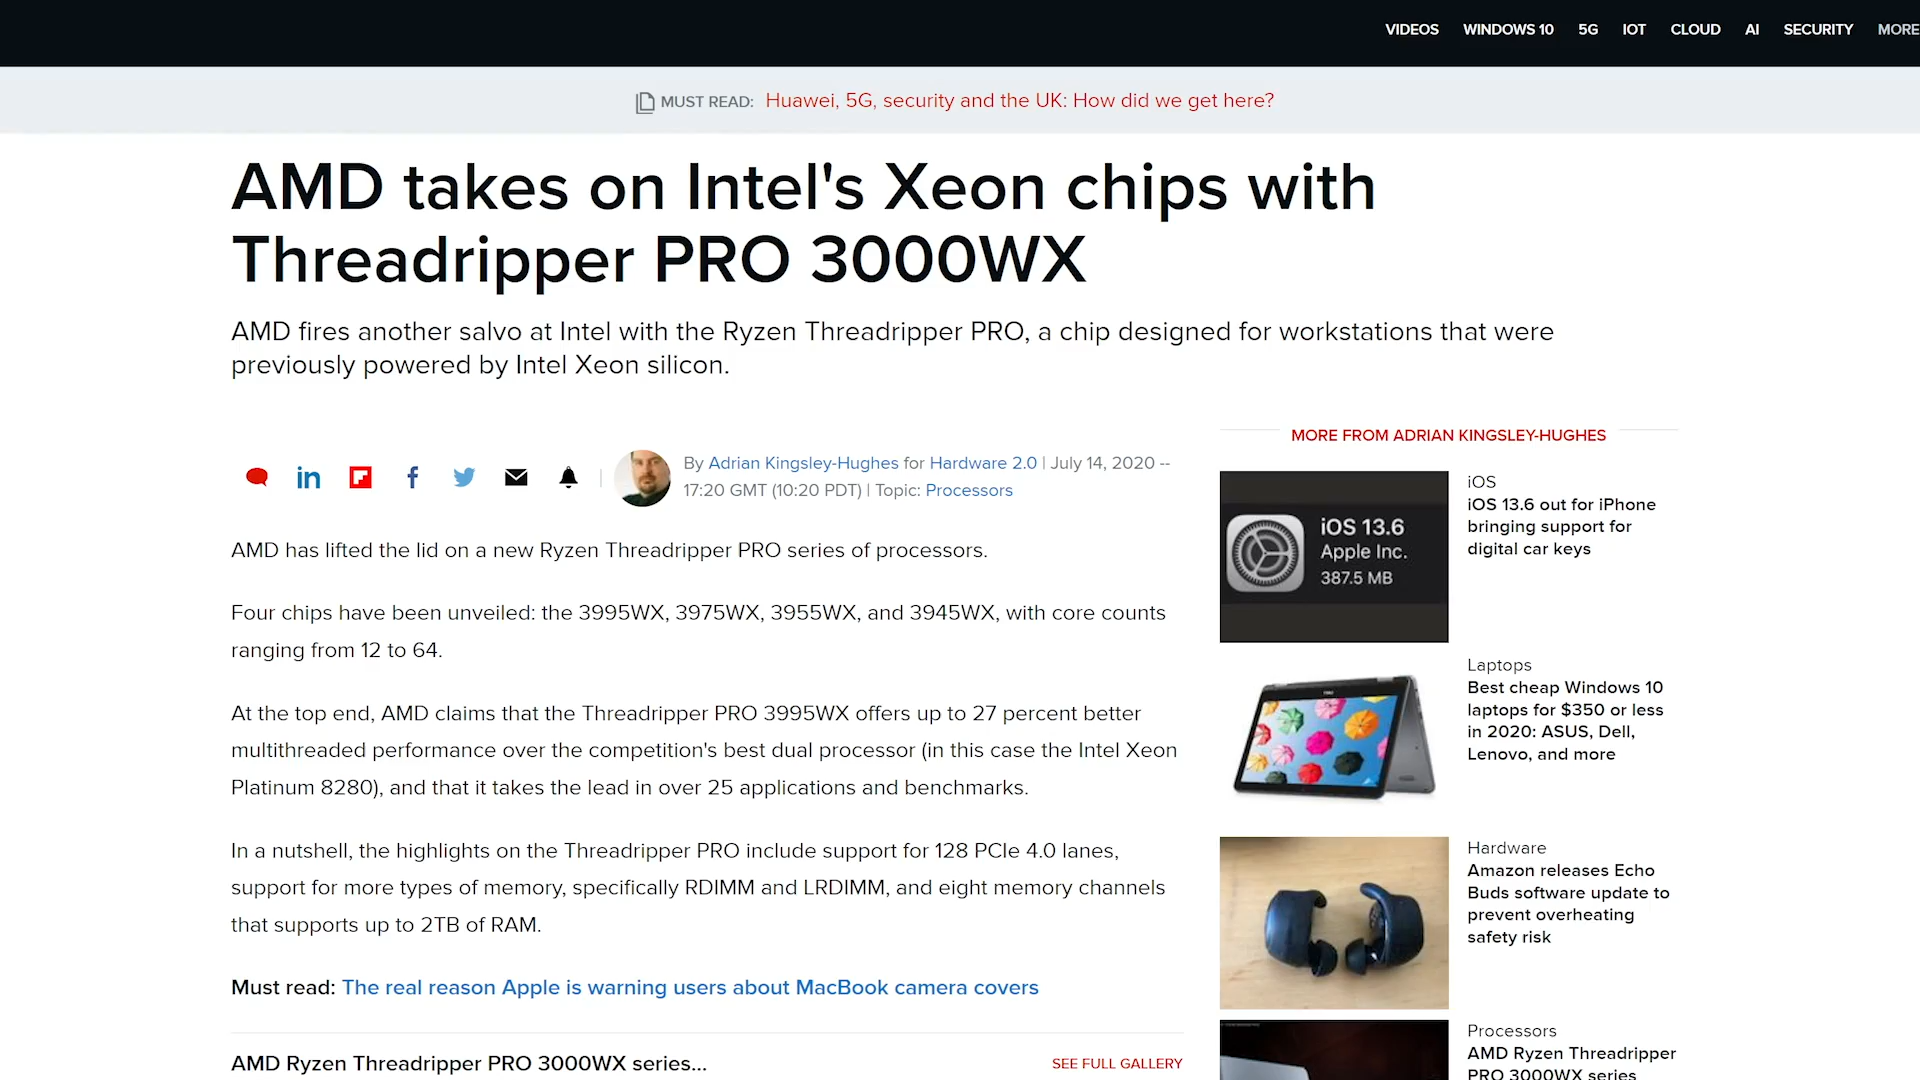 VIDEOS WINDOWS 10 5G IOT CLOUD AI SECURITY MORE
MUST READ: Huawei, 5G, security and the UK: How did we get here?
AMD takes on Intel's Xeon chips with
Threadripper PRO 3000WX
AMD fires another salvo at Intel with the Ryzen Threadripper PRO, a chip designed for workstations that were
previously powered by Intel Xeon silicon.
By Adrian Kingsley-Hughes for Hardware 2.0 | July 14, 2020 --
17:20 GMT (10:20 PDT) | Topic: Processors
AMD has lifted the lid on a new Ryzen Threadripper PRO series of processors.
Four chips have been unveiled: the 3995WX, 3975WX, 3955WX, and 3945WX, with core counts
ranging from 12 to 64.
At the top end, AMD claims that the Threadripper PRO 3995WX offers up to 27 percent better
multithreaded performance over the competition's best dual processor (in this case the Intel Xeon
Platinum 8280), and that it takes the lead in over 25 applications and benchmarks.
In a nutshell, the highlights on the Threadripper PRO include support for 128 PCIe 4.0 lanes,
support for more types of memory, specifically RDIMM and LRDIMM, and eight memory channels
that supports up to 2TB of RAM.
Must read: The real reason Apple is warning users about MacBook camera covers
AMD Ryzen Threadripper PRO 3000WX series...
SEE FULL GALLERY
MORE FROM ADRIAN KINGSLEY-HUGHES
iOS 13.6
Apple Inc.
387.5 MB
iOS
iOS 13.6 out for iPhone
bringing support for
digital car keys
Laptops
Best cheap Windows 10
laptops for $350 or less
in 2020: ASUS, Dell,
Lenovo, and more
Hardware
Amazon releases Echo
Buds software update to
prevent overheating
safety risk
Processors
AMD Ryzen Threadripper
PRO 3000WX series